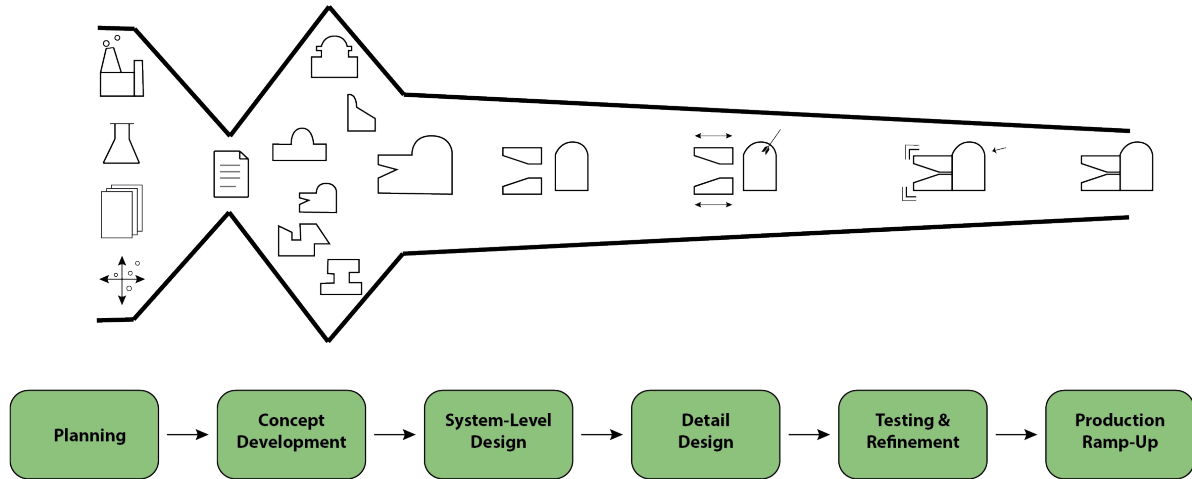 Planning
Concept
Development
System-Level
Design
Detail
Design
Testing &
Refinement
Production
Ramp-Up